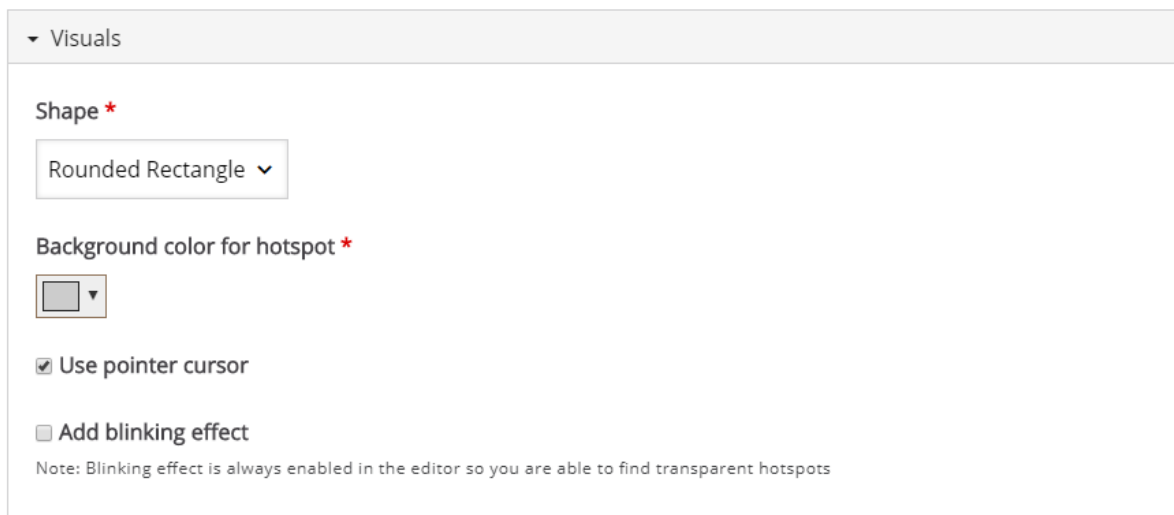 Visuals
Shape *
Rounded Rectangle
Background color for hotspot *
Use pointer cursor
Add blinking effect
Note: Blinking effect is always enabled in the editor so you are able to find transparent hotspots